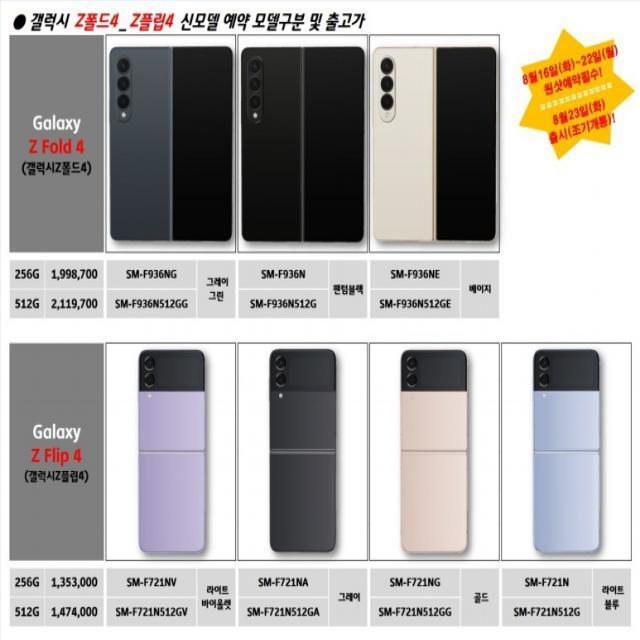 ● 갤럭시 Z폴드4_ Z플립4 신모델 예약 모델구분 및 출고가
8월16일(화)~22일(월)
원샷예약필수!
==============
8월23일(화)
출시(조기개통)!
Galaxy
Z Fold 4
(갤럭시Z폴드4)
256G 1,998,700 SM-F936NG SM-F936N SM-F936NE
그레이
그린
팬텀블랙
베이지
512G 2,119,700 SM-F936N512GG SM-F936N512G SM-F936N512GE
Galaxy
Z Flip 4
(갤럭시Z플립4)
256G 1,353,000 SM-F721NV SM-F721NA SM-F721NG SM-F721N
라이트
바이올렛
그레이
골드
라이트
블루
512G 1,474,000 SM-F721N512GV SM-F721N512GA SM-F721N512GG SM-F721N512G